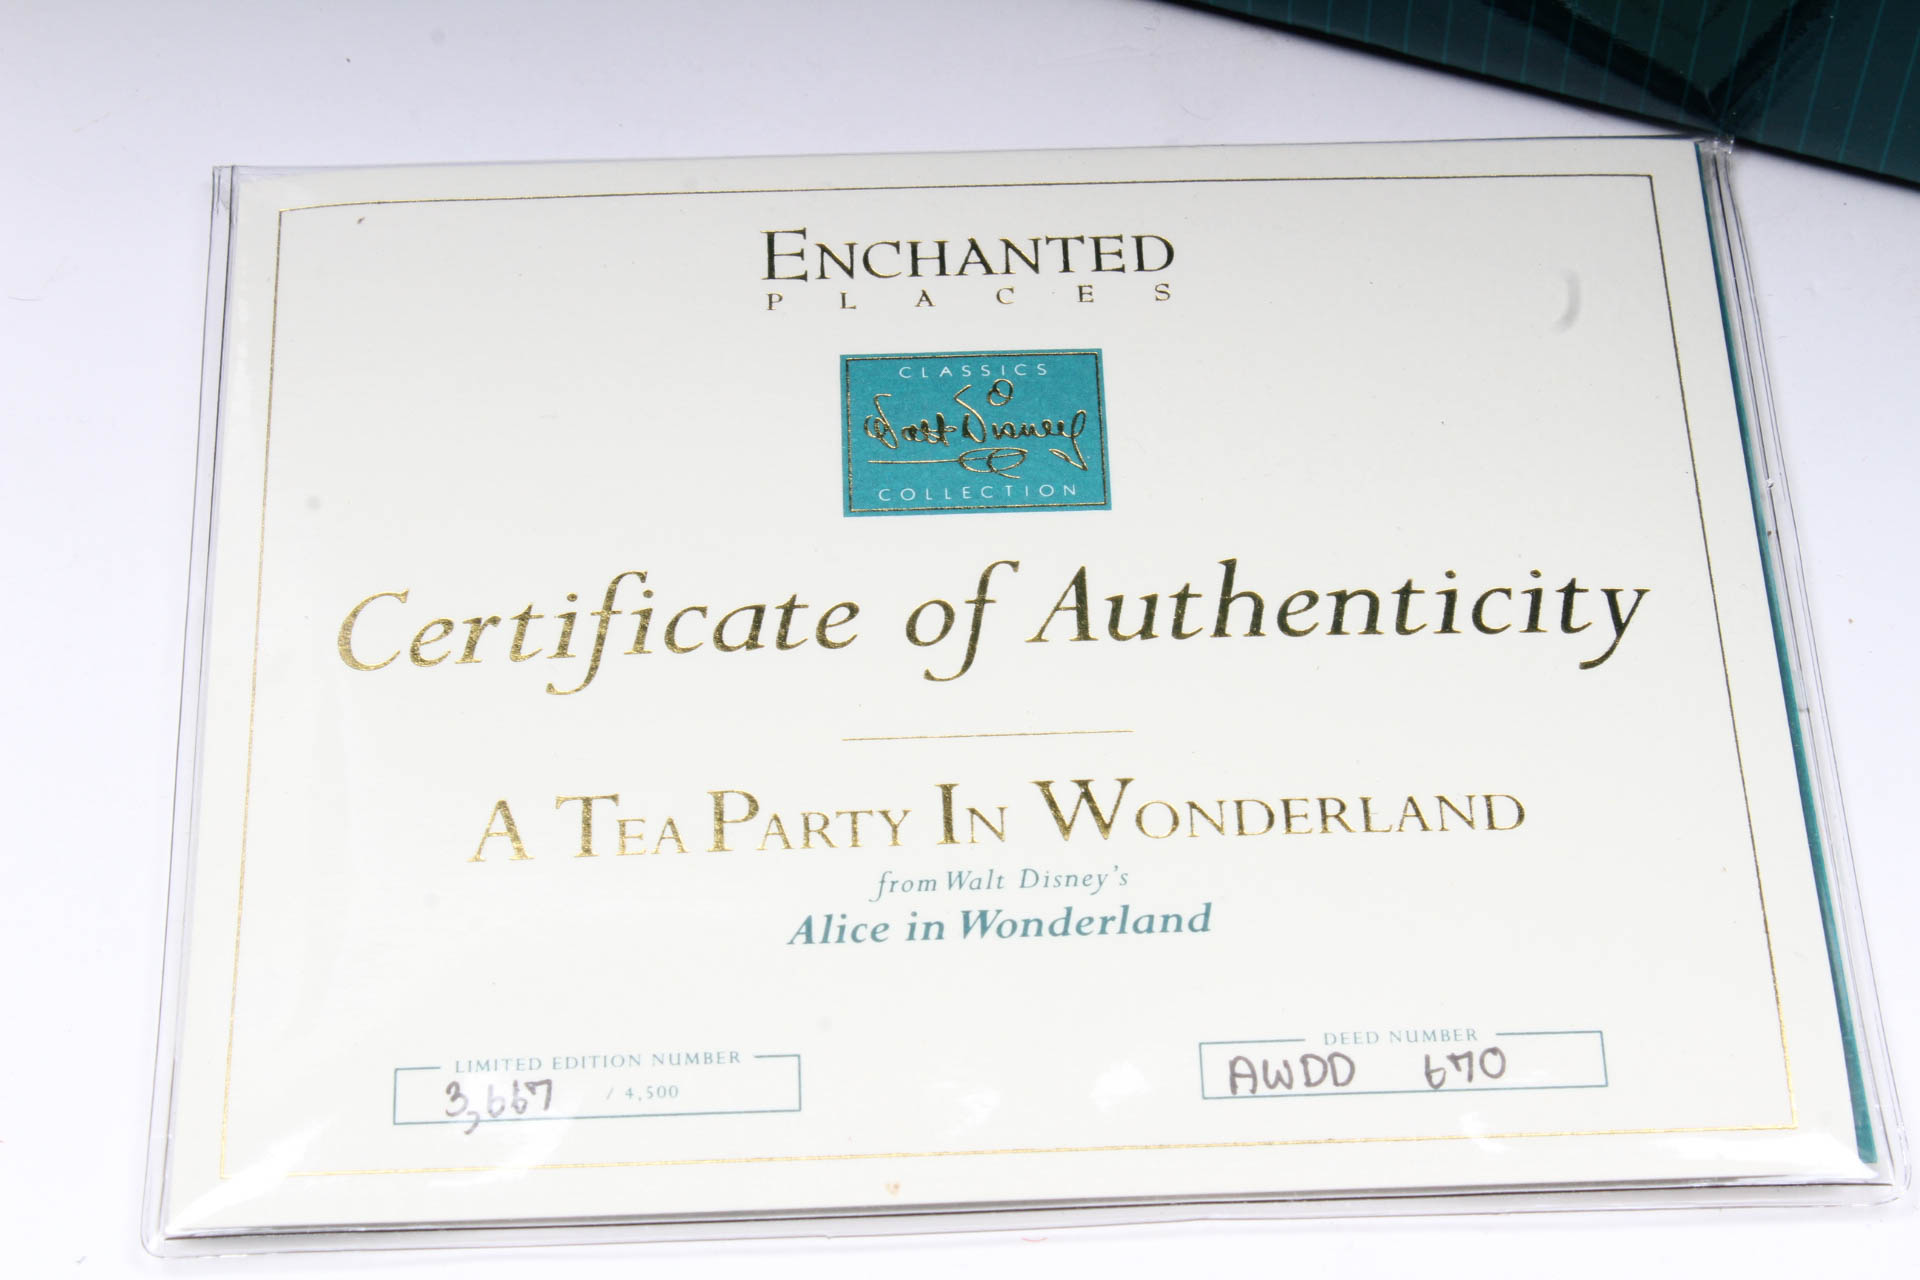 ENCHANTED
PLACES
CLASSICS
Walt Disney
COLLECTION
Certificate of Authenticity
A TEA PARTY IN WONDERLAND
from Walt Disney's
Alice in Wonderland
LIMITED EDITION NUMBER
3,667 / 4,500
DEED NUMBER
AWDD 670